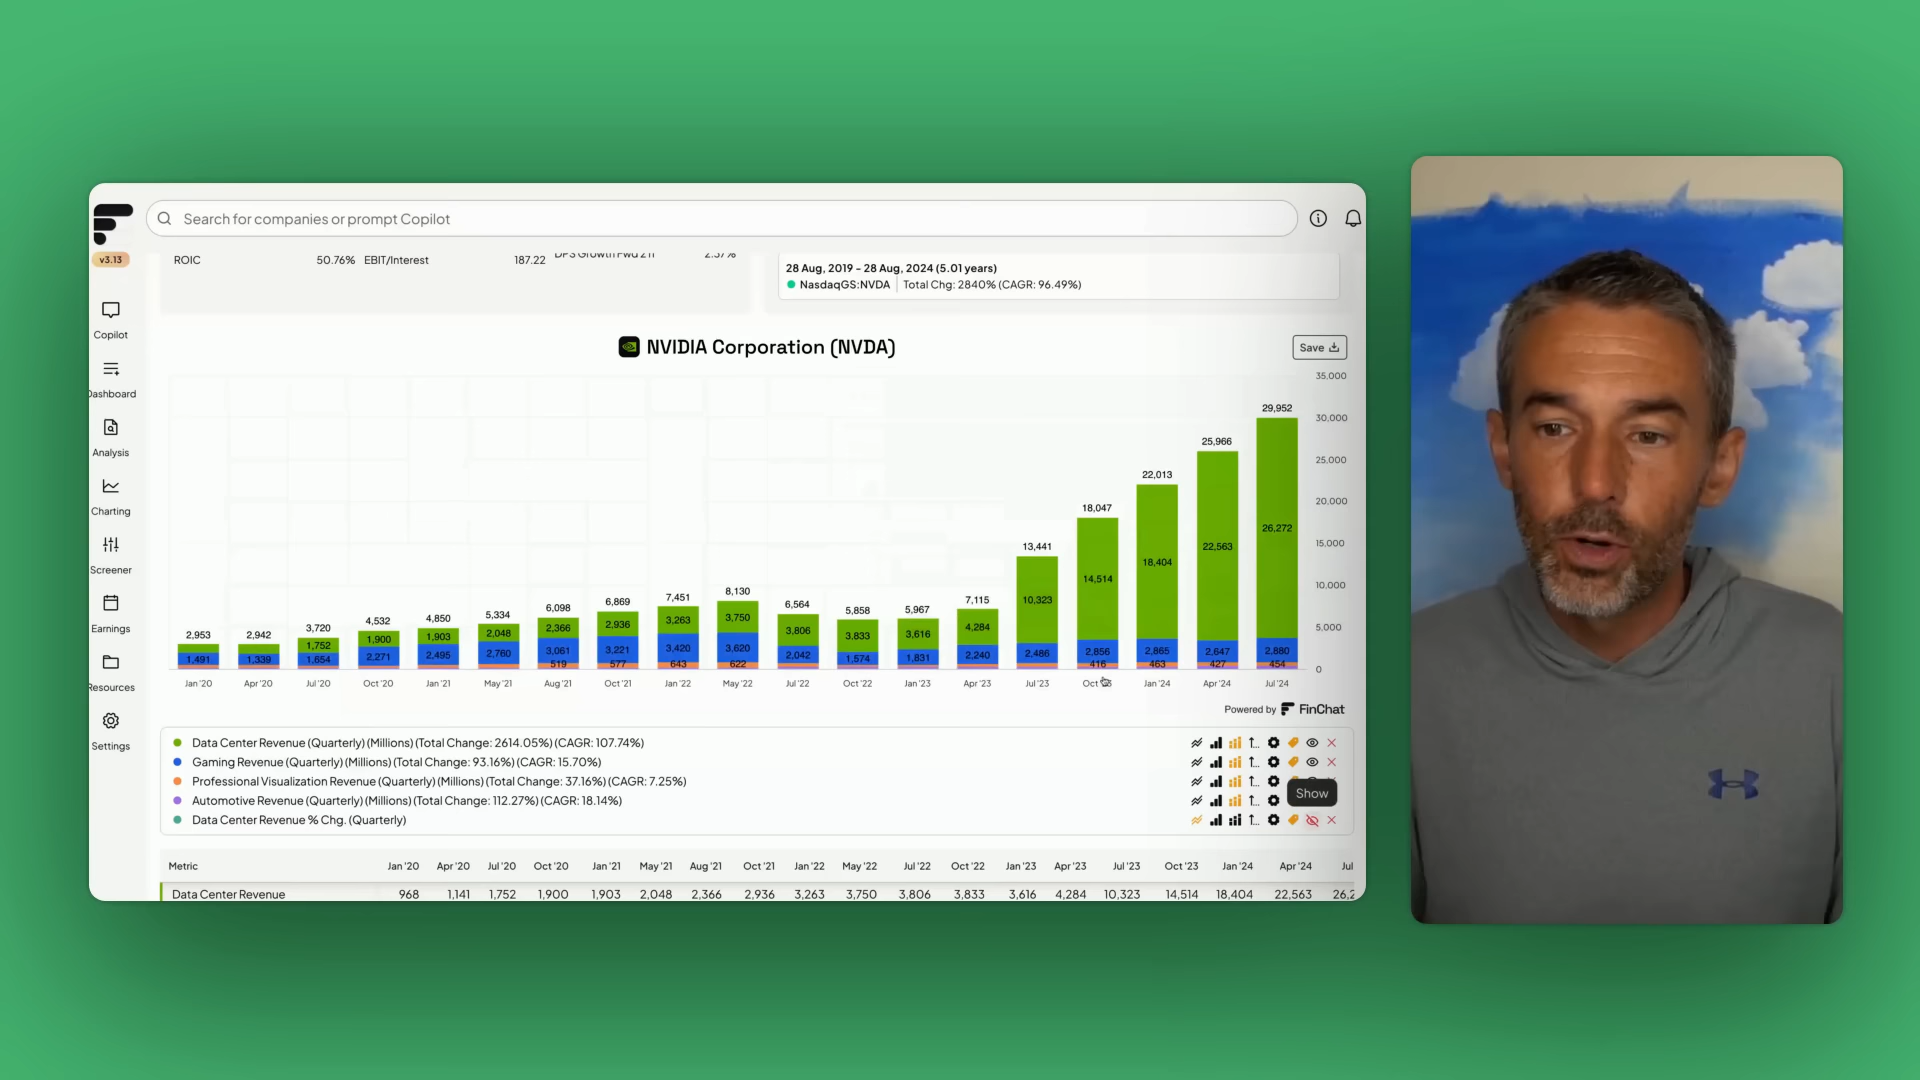 Search for companies or prompt Copilot
v3.13
ROIC 50.76% EBIT/Interest 187.22 DPS Growth Fwd 2Y 2.37%
28 Aug, 2019 - 28 Aug, 2024 (5.01 years)
NasdaqGS:NVDA Total Chg: 2840% (CAGR: 96.49%)
Copilot
Dashboard
Analysis
Charting
Screener
Earnings
Resources
Settings
NVIDIA Corporation (NVDA)
Save
35,000
30,000
25,000
20,000
15,000
10,000
5,000
0
2,953 2,942 3,720 4,532 4,850 5,334 6,098 6,869 7,451 8,130 6,564 5,858 5,967 7,115 13,441 18,047 22,013 25,966 29,952
1,752 1,900 1,903 2,048 2,366 2,936 3,263 3,750 3,806 3,833 3,616 4,284 10,323 14,514 18,404 22,563 26,272
1,491 1,339 1,654 2,271 2,495 2,760 3,061 3,221 3,420 3,620 2,042 1,574 1,831 2,240 2,486 2,856 2,865 2,647 2,880
519 577 643 622 416 463 427 454
Jan '20 Apr '20 Jul '20 Oct '20 Jan '21 May '21 Aug '21 Oct '21 Jan '22 May '22 Jul '22 Oct '22 Jan '23 Apr '23 Jul '23 Oct '23 Jan '24 Apr '24 Jul '24
Powered by FinChat
Data Center Revenue (Quarterly) (Millions) (Total Change: 2614.05%) (CAGR: 107.74%)
Gaming Revenue (Quarterly) (Millions) (Total Change: 93.16%) (CAGR: 15.70%)
Professional Visualization Revenue (Quarterly) (Millions) (Total Change: 37.16%) (CAGR: 7.25%)
Automotive Revenue (Quarterly) (Millions) (Total Change: 112.27%) (CAGR: 18.14%)
Data Center Revenue % Chg. (Quarterly)
Show
Metric Jan '20 Apr '20 Jul '20 Oct '20 Jan '21 May '21 Aug '21 Oct '21 Jan '22 May '22 Jul '22 Oct '22 Jan '23 Apr '23 Jul '23 Oct '23 Jan '24 Apr '24 Jul
Data Center Revenue 968 1,141 1,752 1,900 1,903 2,048 2,366 2,936 3,263 3,750 3,806 3,833 3,616 4,284 10,323 14,514 18,404 22,563 26,2